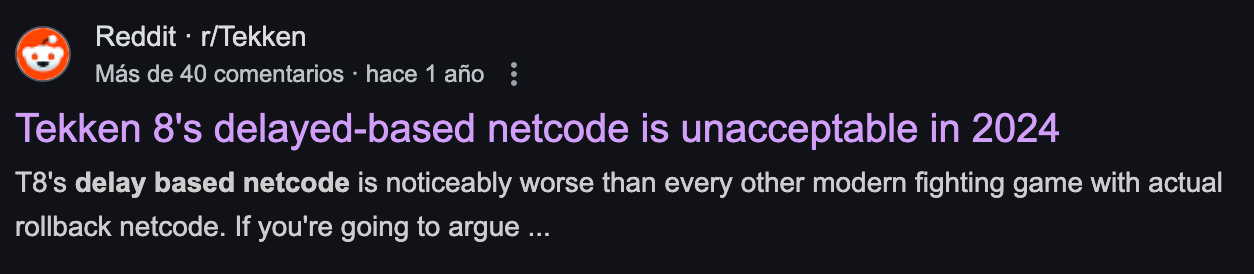 Reddit · r/Tekken
Más de 40 comentarios · hace 1 año
Tekken 8's delayed-based netcode is unacceptable in 2024
T8's delay based netcode is noticeably worse than every other modern fighting game with actual
rollback netcode. If you're going to argue ...